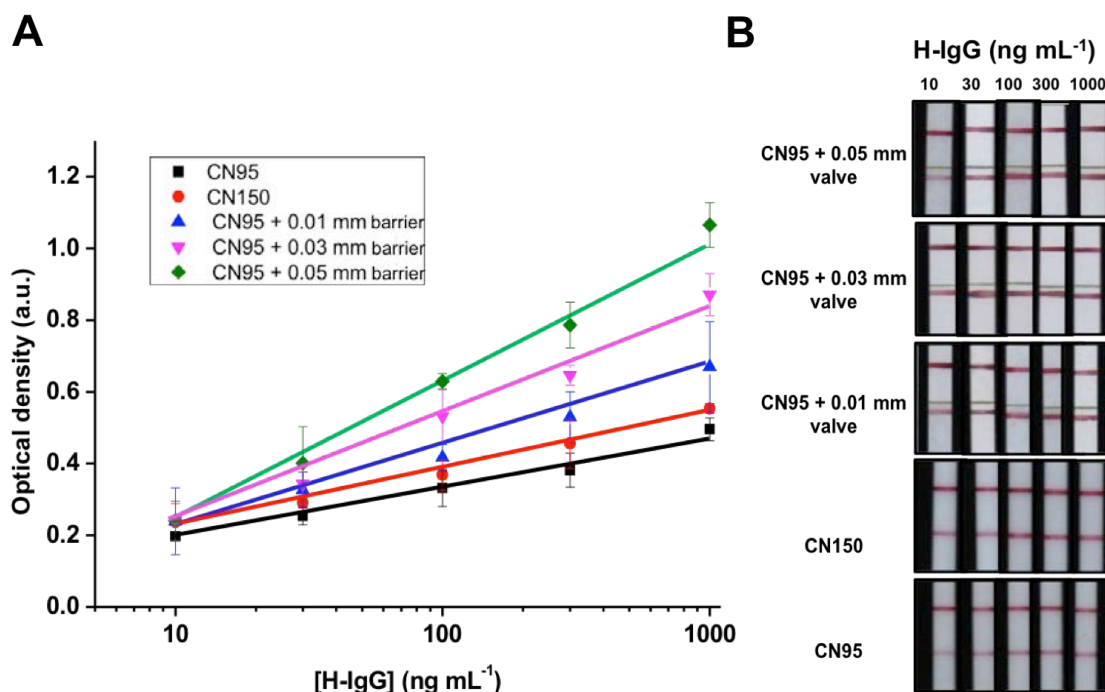 A
Optical density (a.u.)
1.2
1.0
0.8
0.6
0.4
0.2
0.0
CN95
CN150
CN95 + 0.01 mm barrier
CN95 + 0.03 mm barrier
CN95 + 0.05 mm barrier
10 100 1000
[H-IgG] (ng mL⁻¹)
B
H-IgG (ng mL⁻¹)
10 30 100 300 1000
CN95 + 0.05 mm
valve
CN95 + 0.03 mm
valve
CN95 + 0.01 mm
valve
CN150
CN95